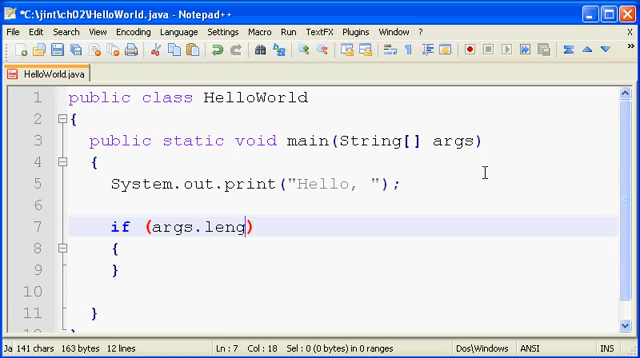 *C:\jint\ch02\HelloWorld.java - Notepad++
File Edit Search View Encoding Language Settings Macro Run TextFX Plugins Window ? X
HelloWorld.java
1 public class HelloWorld
2 {
3 public static void main(String[] args)
4 {
5 System.out.print("Hello, ");
6
7 if (args.leng)
8 {
9 }
10
11 }
Ja 141 chars 163 bytes 12 lines Ln : 7 Col : 18 Sel : 0 (0 bytes) in 0 ranges Dos\Windows ANSI INS